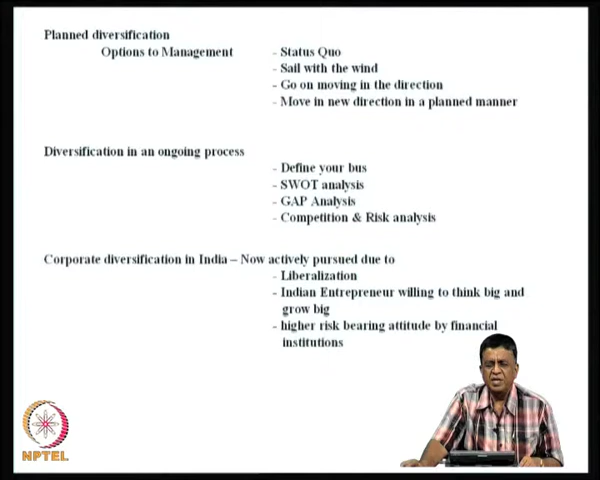 Planned diversification
Options to Management - Status Quo
- Sail with the wind
- Go on moving in the direction
- Move in new direction in a planned manner
Diversification in an ongoing process
- Define your bus
- SWOT analysis
- GAP Analysis
- Competition & Risk analysis
Corporate diversification in India – Now actively pursued due to
- Liberalization
- Indian Entrepreneur willing to think big and
grow big
- higher risk bearing attitude by financial
institutions
NPTEL